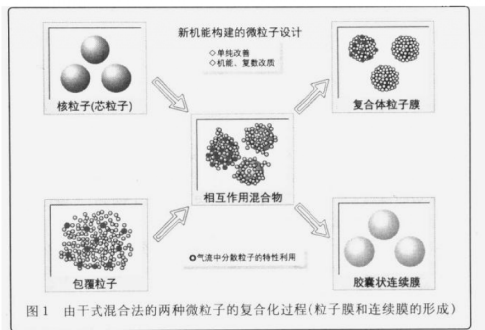 新机能构建的微粒子设计
◇单纯改善
◇机能、复数改质
核粒子(芯粒子)
复合体粒子膜
相互作用混合物
包覆粒子
✪气流中分散粒子的特性利用
胶囊状连续膜
图1 由干式混合法的两种微粒子的复合化过程(粒子膜和连续膜的形成)